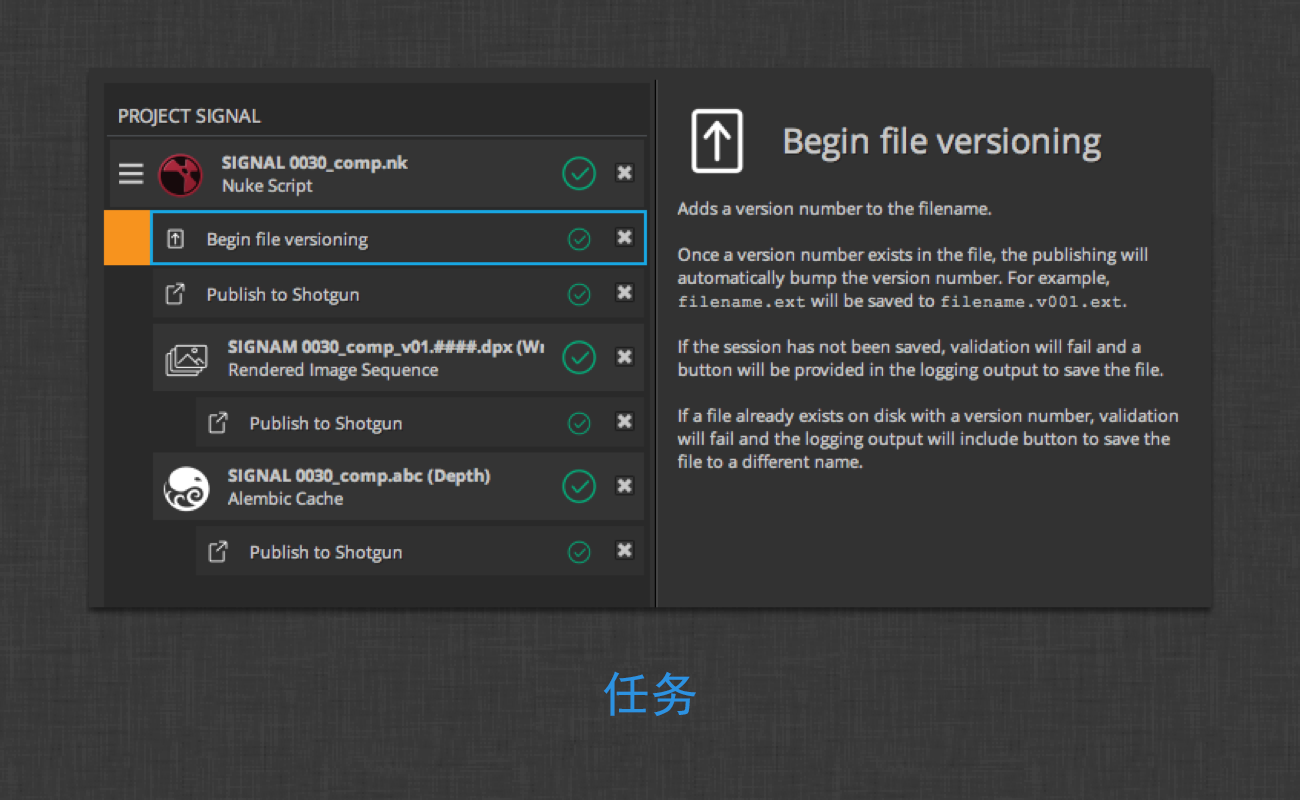 PROJECT SIGNAL
SIGNAL 0030_comp.nk
Nuke Script
Begin file versioning
Publish to Shotgun
SIGNAM 0030_comp_v01.####.dpx (Wr
Rendered Image Sequence
Publish to Shotgun
SIGNAL 0030_comp.abc (Depth)
Alembic Cache
Publish to Shotgun
Begin file versioning
Adds a version number to the filename.
Once a version number exists in the file, the publishing will
automatically bump the version number. For example,
filename.ext will be saved to filename.v001.ext.
If the session has not been saved, validation will fail and a
button will be provided in the logging output to save the file.
If a file already exists on disk with a version number, validation
will fail and the logging output will include button to save the
file to a different name.
任务